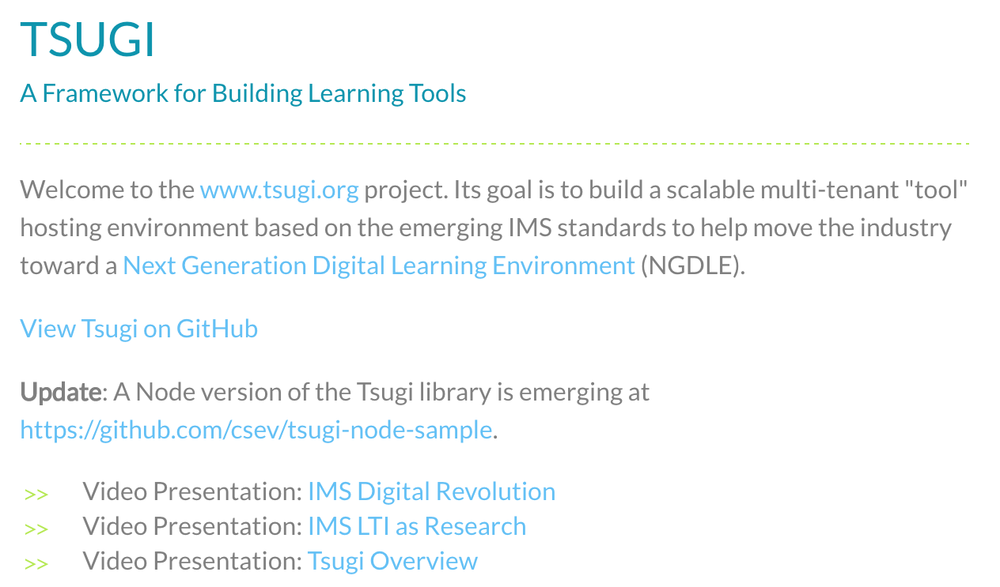 TSUGI
A Framework for Building Learning Tools
Welcome to the www.tsugi.org project. Its goal is to build a scalable multi-tenant "tool"
hosting environment based on the emerging IMS standards to help move the industry
toward a Next Generation Digital Learning Environment (NGDLE).
View Tsugi on GitHub
Update: A Node version of the Tsugi library is emerging at
https://github.com/csev/tsugi-node-sample.
>> Video Presentation: IMS Digital Revolution
>> Video Presentation: IMS LTI as Research
>> Video Presentation: Tsugi Overview